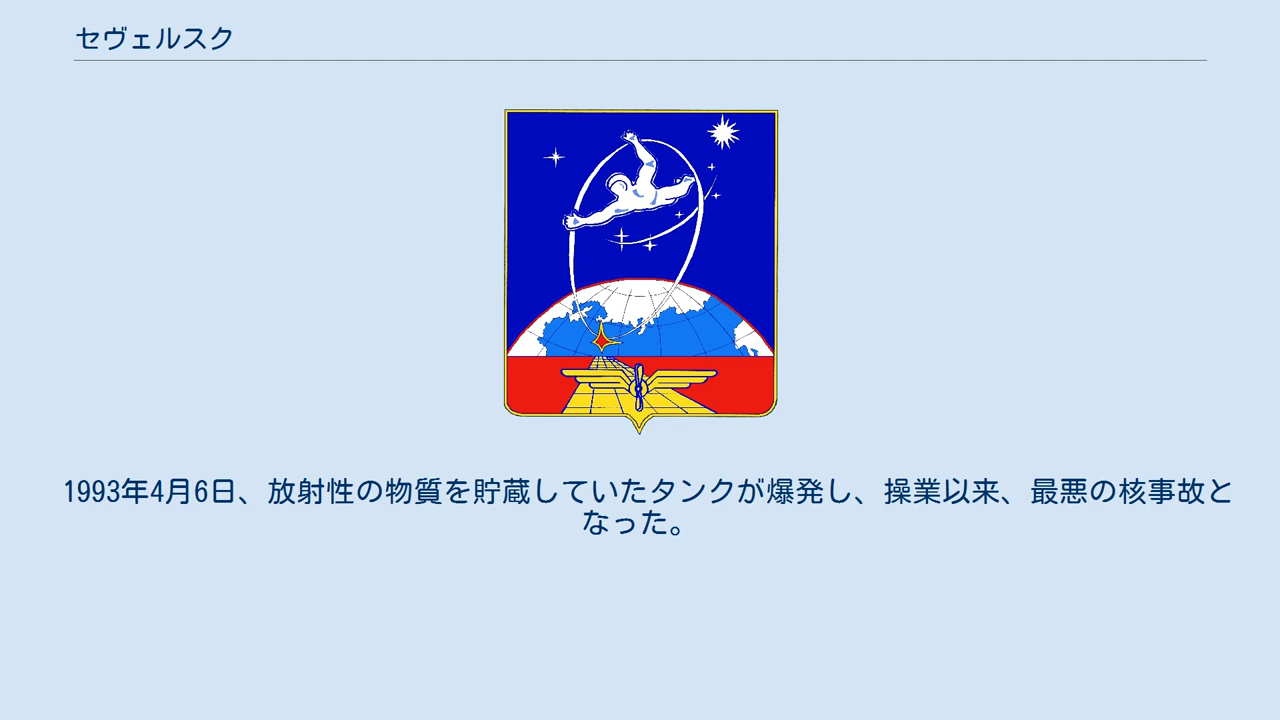 セヴェルスク
1993年4月6日、放射性の物質を貯蔵していたタンクが爆発し、操業以来、最悪の核事故と
なった。